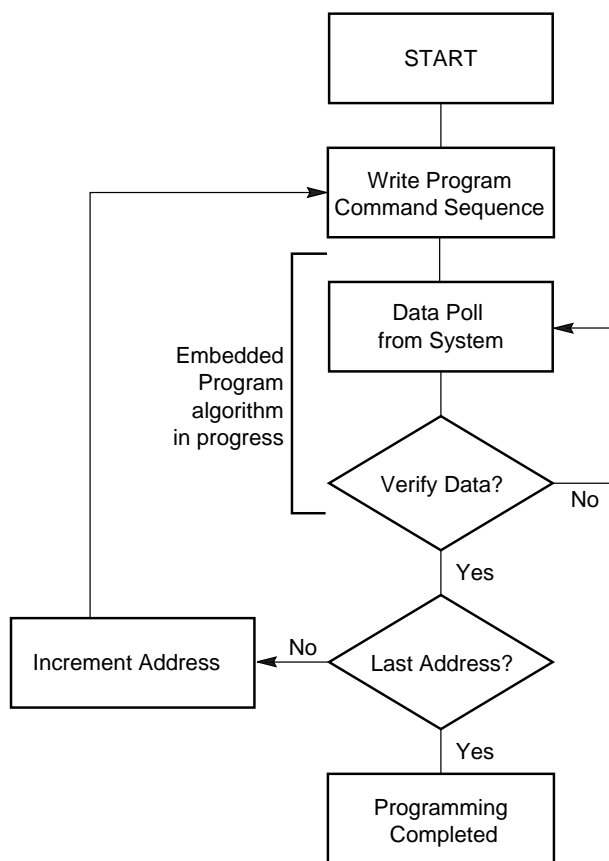 START
Write Program
Command Sequence
Data Poll
from System
Embedded
Program
algorithm
in progress
Verify Data?
No
Yes
Increment Address
No
Last Address?
Yes
Programming
Completed